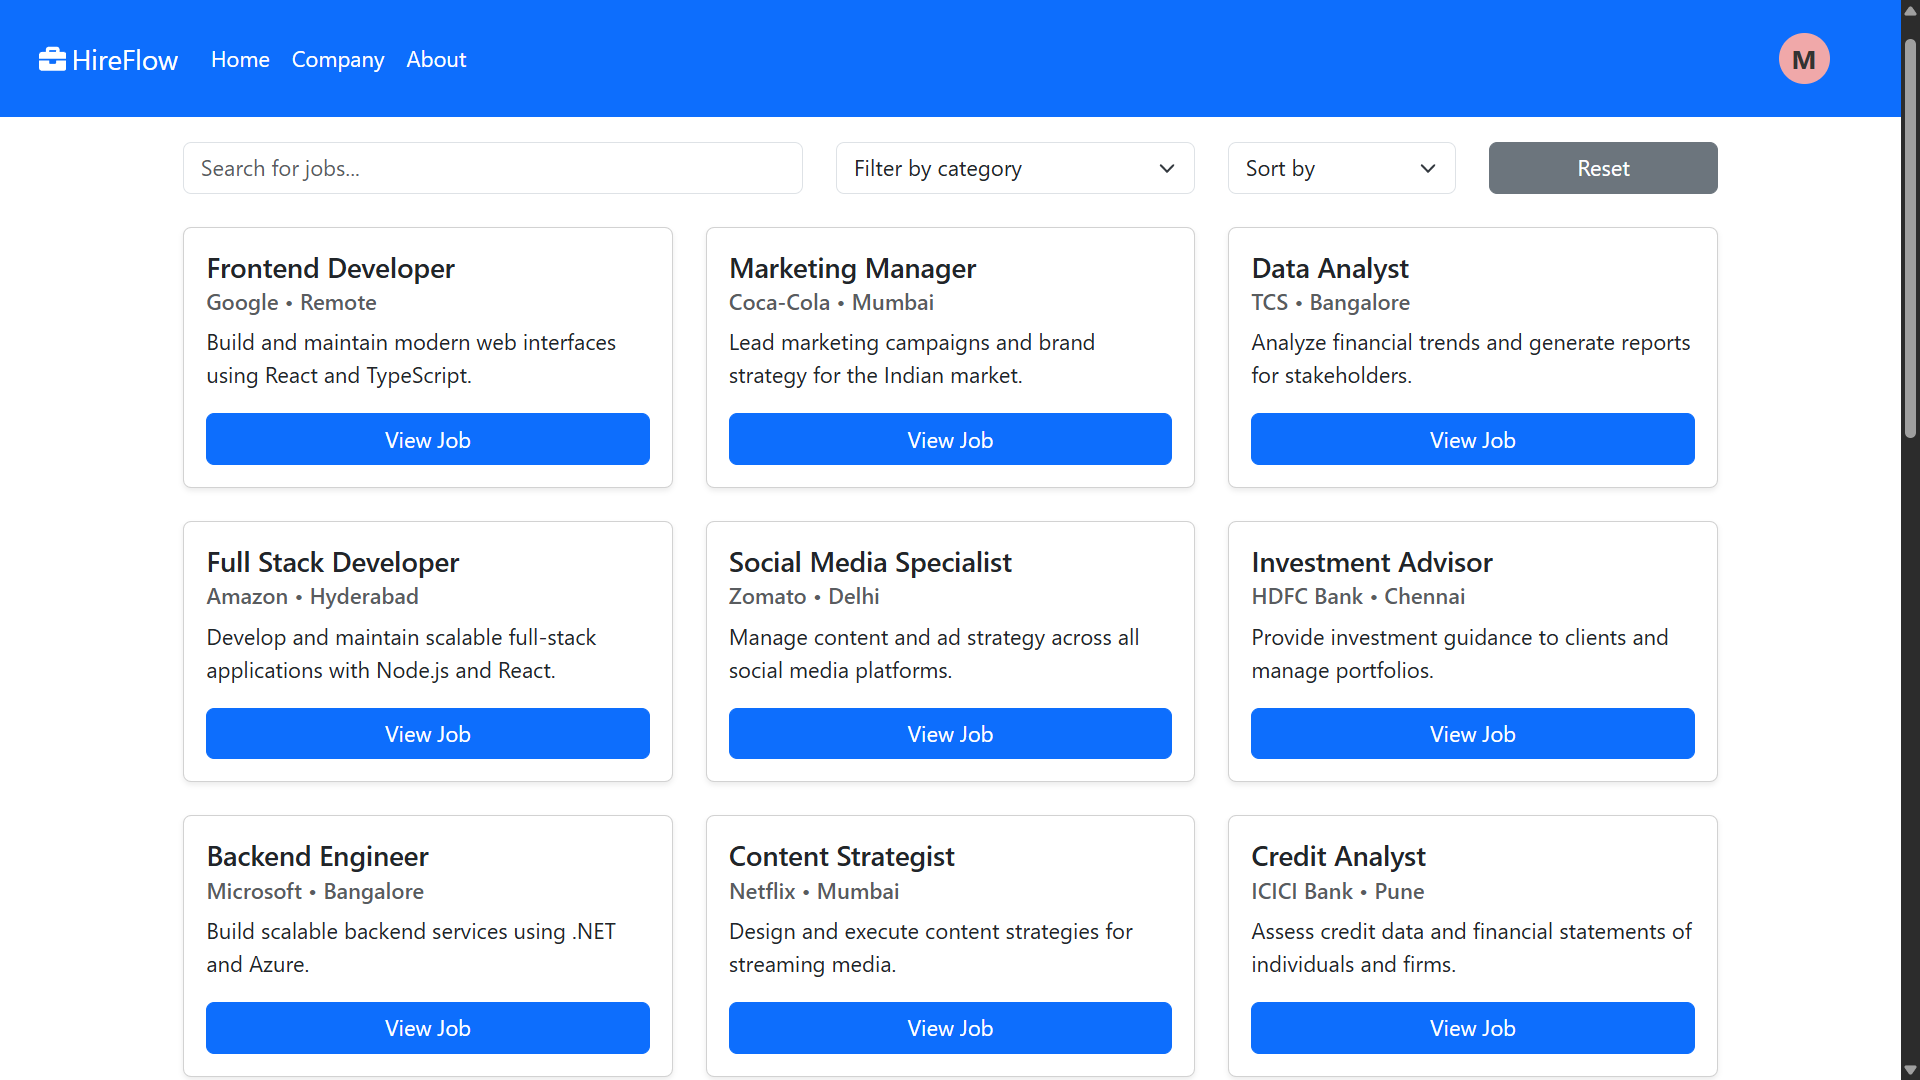 HireFlow Home Company About M
Search for jobs... Filter by category Sort by Reset
Frontend Developer
Google • Remote
Build and maintain modern web interfaces
using React and TypeScript.
View Job
Marketing Manager
Coca-Cola • Mumbai
Lead marketing campaigns and brand
strategy for the Indian market.
View Job
Data Analyst
TCS • Bangalore
Analyze financial trends and generate reports
for stakeholders.
View Job
Full Stack Developer
Amazon • Hyderabad
Develop and maintain scalable full-stack
applications with Node.js and React.
View Job
Social Media Specialist
Zomato • Delhi
Manage content and ad strategy across all
social media platforms.
View Job
Investment Advisor
HDFC Bank • Chennai
Provide investment guidance to clients and
manage portfolios.
View Job
Backend Engineer
Microsoft • Bangalore
Build scalable backend services using .NET
and Azure.
View Job
Content Strategist
Netflix • Mumbai
Design and execute content strategies for
streaming media.
View Job
Credit Analyst
ICICI Bank • Pune
Assess credit data and financial statements of
individuals and firms.
View Job